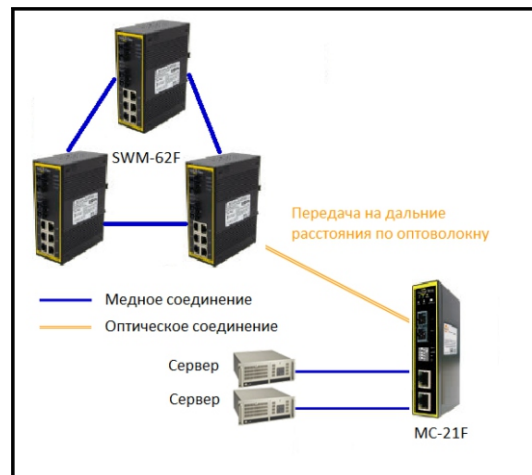 SWM-62F
Передача на дальние
расстояния по оптоволокну
Медное соединение
Оптическое соединение
Сервер
Сервер
MC-21F